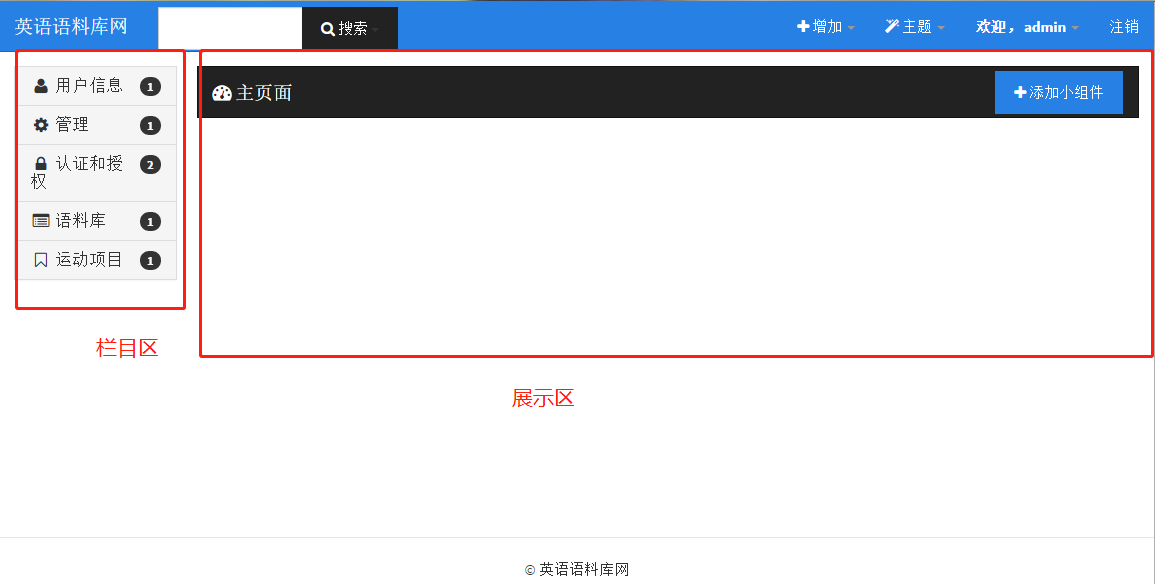 英语语料库网 搜索 增加 主题 欢迎，admin 注销
用户信息 1
管理 1
认证和授权 2
语料库 1
运动项目 1
主页面 添加小组件
栏目区
展示区
© 英语语料库网